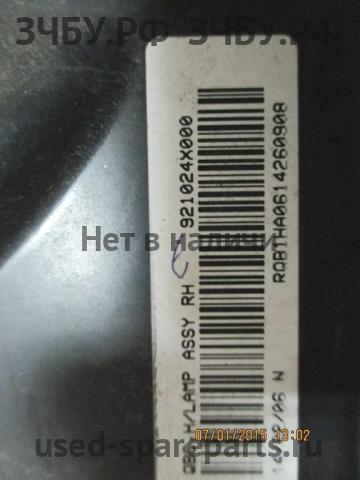 ЗЧБУ.РФ ЗЧБУ.РФ
H/LAMP ASSY RH 921024X000
RQBTHA0614260908
/06 N
Нет в наличии
07/01/2015 13:02
used-spareparts.ru